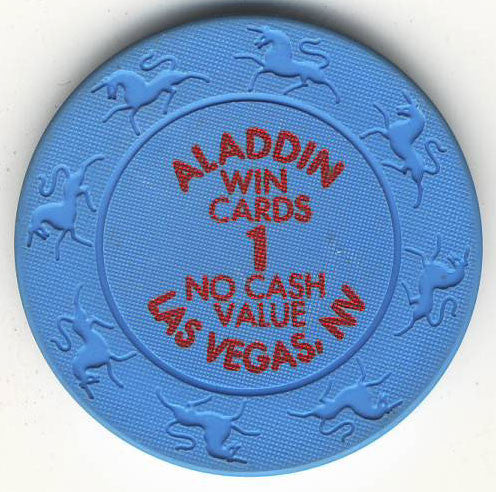 ALADDIN
WIN
CARDS
1
NO CASH
VALUE
LAS VEGAS, NV